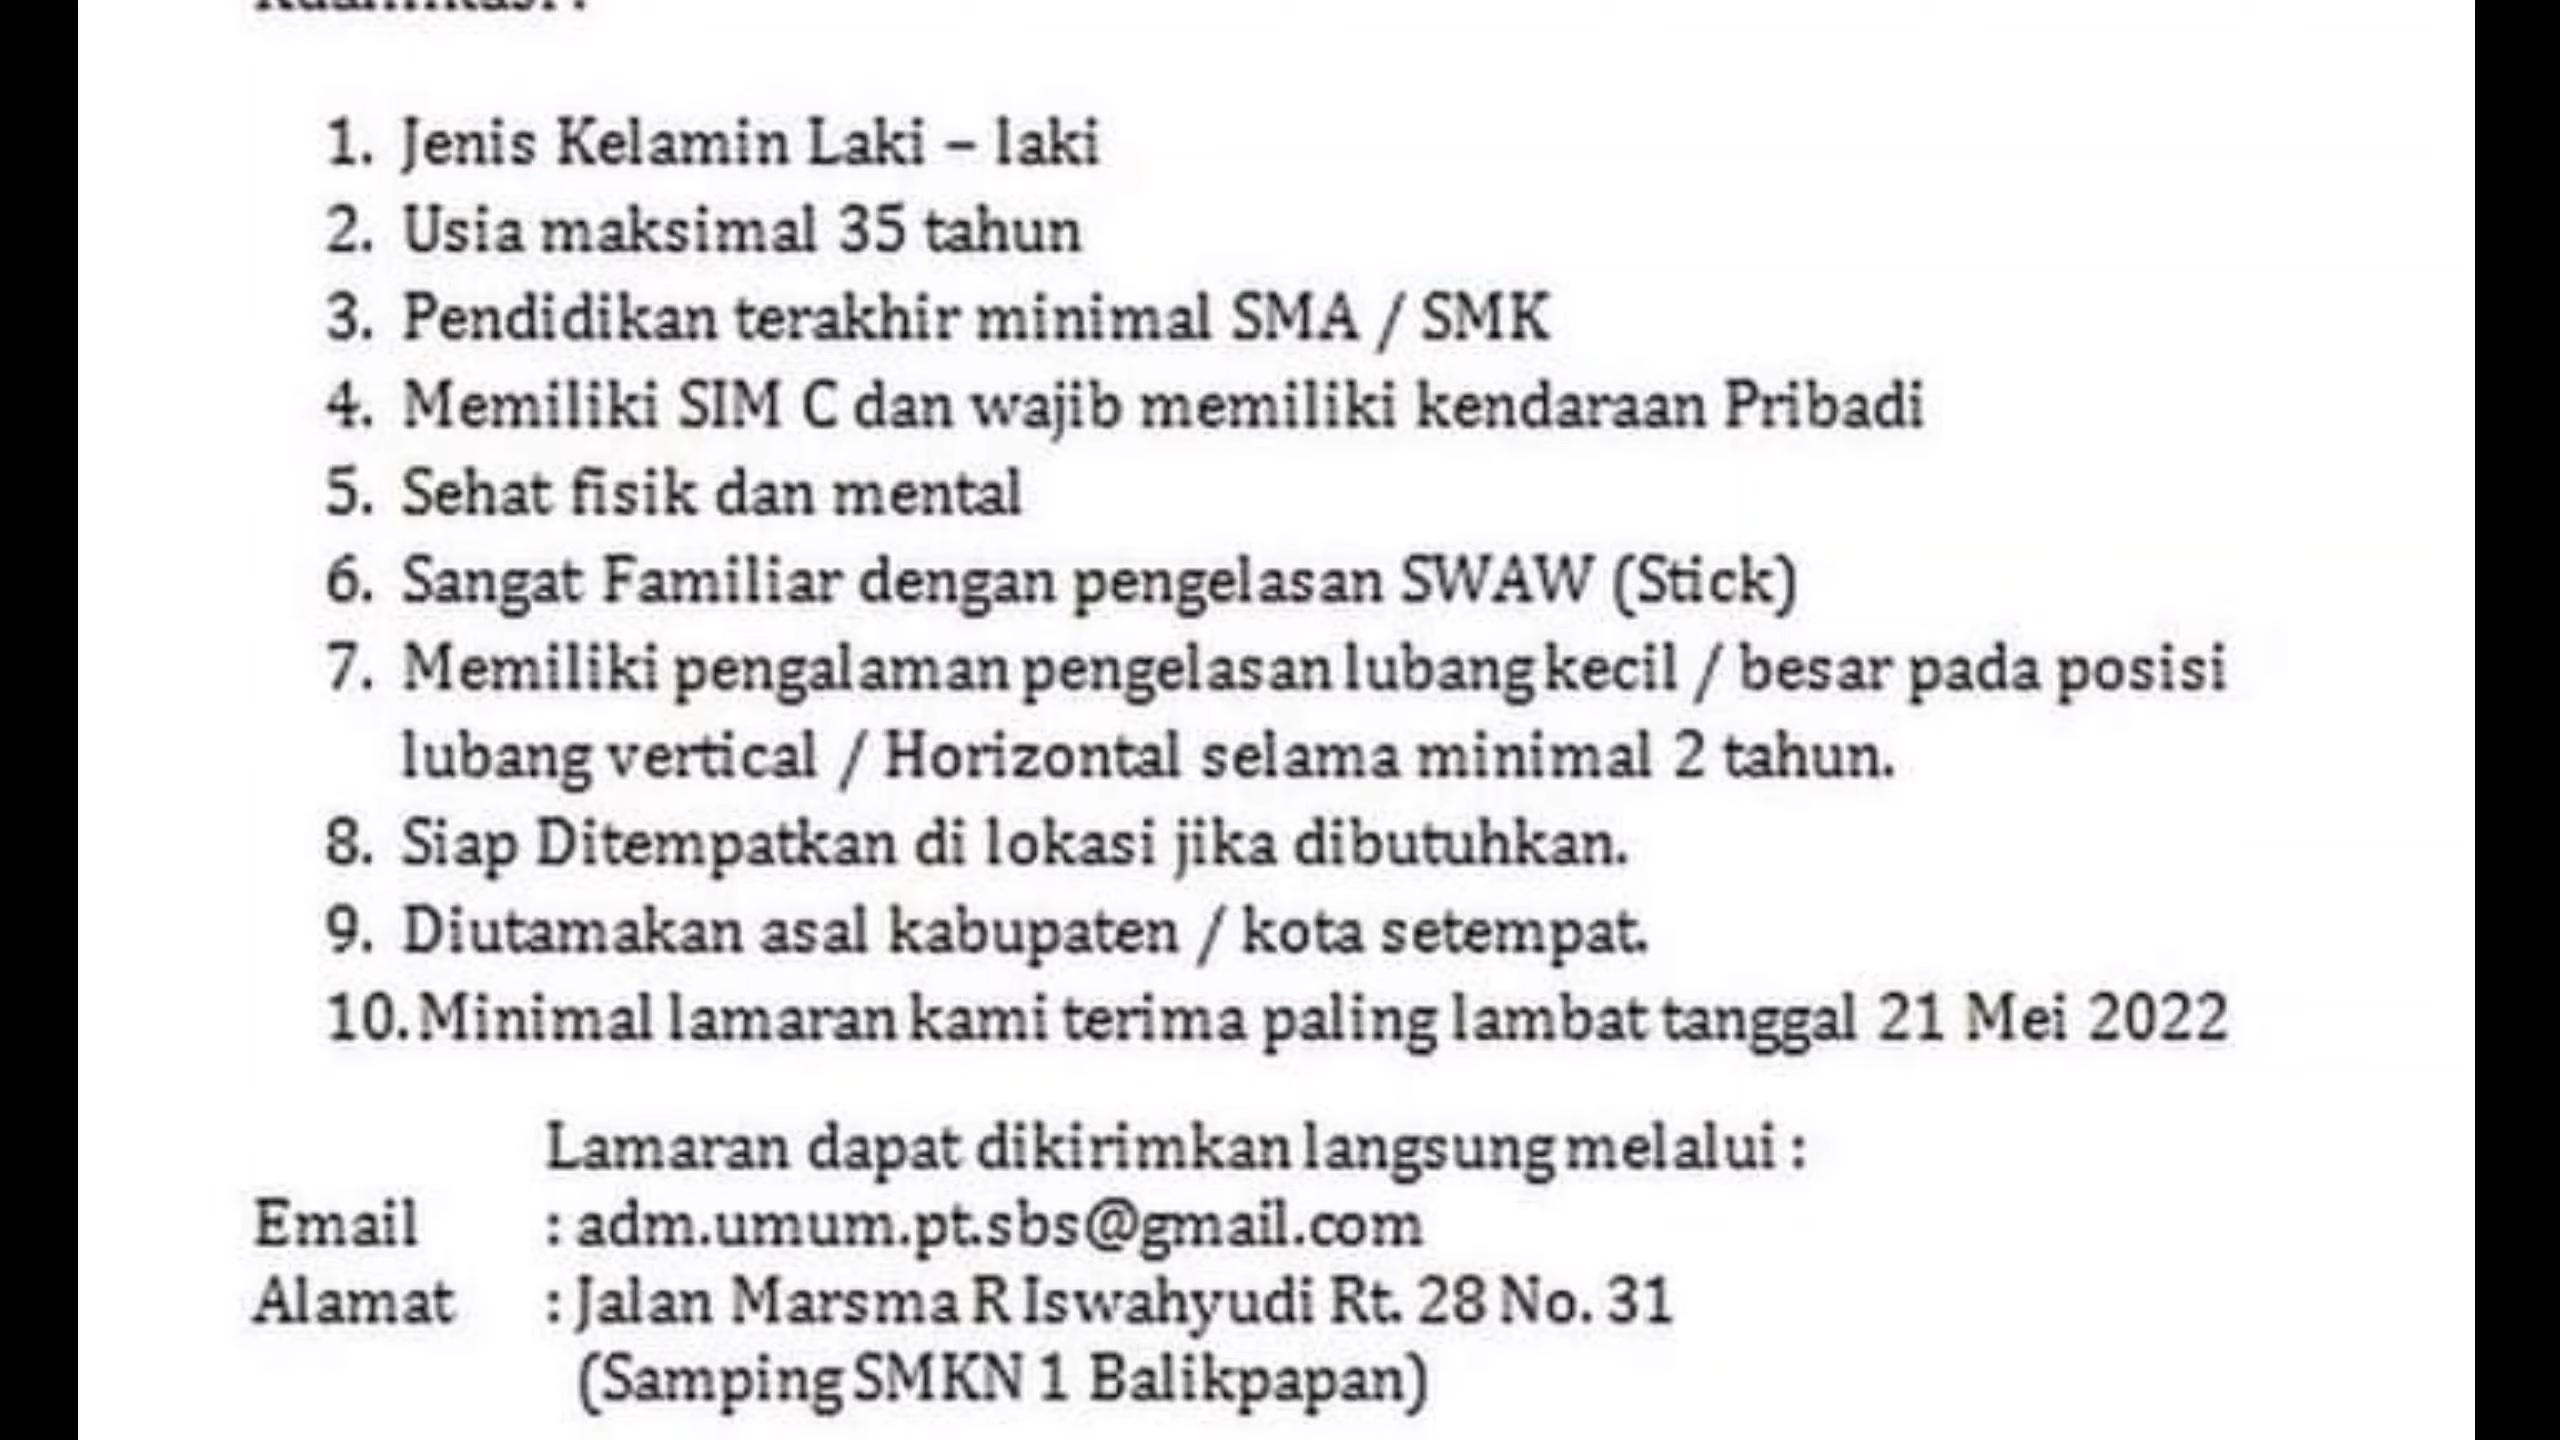 Kualifikasi :
1. Jenis Kelamin Laki – laki
2. Usia maksimal 35 tahun
3. Pendidikan terakhir minimal SMA / SMK
4. Memiliki SIM C dan wajib memiliki kendaraan Pribadi
5. Sehat fisik dan mental
6. Sangat Familiar dengan pengelasan SWAW (Stick)
7. Memiliki pengalaman pengelasan lubang kecil / besar pada posisi
lubang vertical / Horizontal selama minimal 2 tahun.
8. Siap Ditempatkan di lokasi jika dibutuhkan.
9. Diutamakan asal kabupaten / kota setempat.
10. Minimal lamaran kami terima paling lambat tanggal 21 Mei 2022
Lamaran dapat dikirimkan langsung melalui :
Email : adm.umum.pt.sbs@gmail.com
Alamat : Jalan Marsma R Iswahyudi Rt. 28 No. 31
(Samping SMKN 1 Balikpapan)